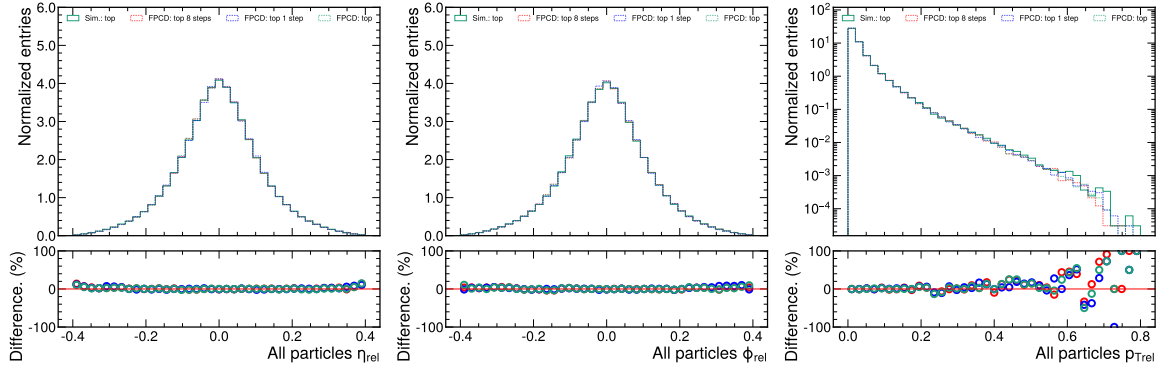 Normalized entries
6.0
5.0
4.0
3.0
2.0
1.0
0.0
Sim.: top FPCD: top 8 steps FPCD: top 1 step FPCD: top
Difference. (%)
100
0
-100
-0.4 -0.2 0.0 0.2 0.4
All particles ηrel
Normalized entries
6.0
5.0
4.0
3.0
2.0
1.0
0.0
Sim.: top FPCD: top 8 steps FPCD: top 1 step FPCD: top
Difference. (%)
100
0
-100
-0.4 -0.2 0.0 0.2 0.4
All particles ϕrel
Normalized entries
10²
10¹
10⁰
10⁻¹
10⁻²
10⁻³
10⁻⁴
Sim.: top FPCD: top 8 steps FPCD: top 1 step FPCD: top
Difference. (%)
100
0
-100
0.0 0.2 0.4 0.6 0.8
All particles pTrel